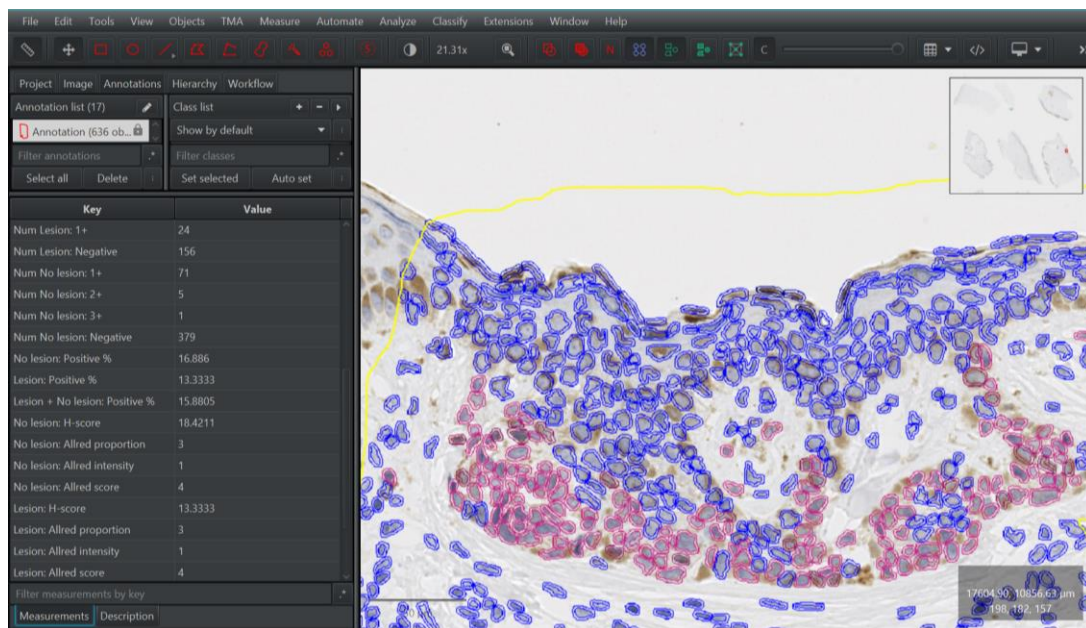 File Edit Tools View Objects TMA Measure Automate Analyze Classify Extensions Window Help
21.31x N C
Project Image Annotations Hierarchy Workflow
Annotation list (17) Class list + -
Annotation (636 ob... Show by default
Filter annotations .* Filter classes .*
Select all Delete Set selected Auto set
Key Value
Num Lesion: 1+ 24
Num Lesion: Negative 156
Num No lesion: 1+ 71
Num No lesion: 2+ 5
Num No lesion: 3+ 1
Num No lesion: Negative 379
No lesion: Positive % 16.886
Lesion: Positive % 13.3333
Lesion + No lesion: Positive % 15.8805
No lesion: H-score 18.4211
No lesion: Allred proportion 3
No lesion: Allred intensity 1
No lesion: Allred score 4
Lesion: H-score 13.3333
Lesion: Allred proportion 3
Lesion: Allred intensity 1
Lesion: Allred score 4
Filter measurements by key .*
Measurements Description
17604.90, 10856.63 µm
198, 182, 157